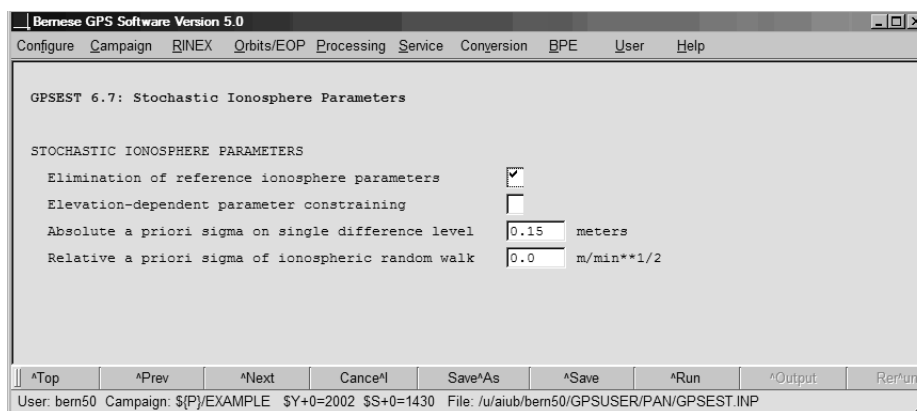 Bernese GPS Software Version 5.0
Configure Campaign RINEX Orbits/EOP Processing Service Conversion BPE User Help
GPSEST 6.7: Stochastic Ionosphere Parameters
STOCHASTIC IONOSPHERE PARAMETERS
Elimination of reference ionosphere parameters
Elevation-dependent parameter constraining
Absolute a priori sigma on single difference level 0.15 meters
Relative a priori sigma of ionospheric random walk 0.0 m/min**1/2
^Top ^Prev ^Next Cance^l Save^As ^Save ^Run ^Output Rer^un
User: bern50 Campaign: ${P}/EXAMPLE $Y+0=2002 $S+0=1430 File: /u/aiub/bern50/GPSUSER/PAN/GPSEST.INP